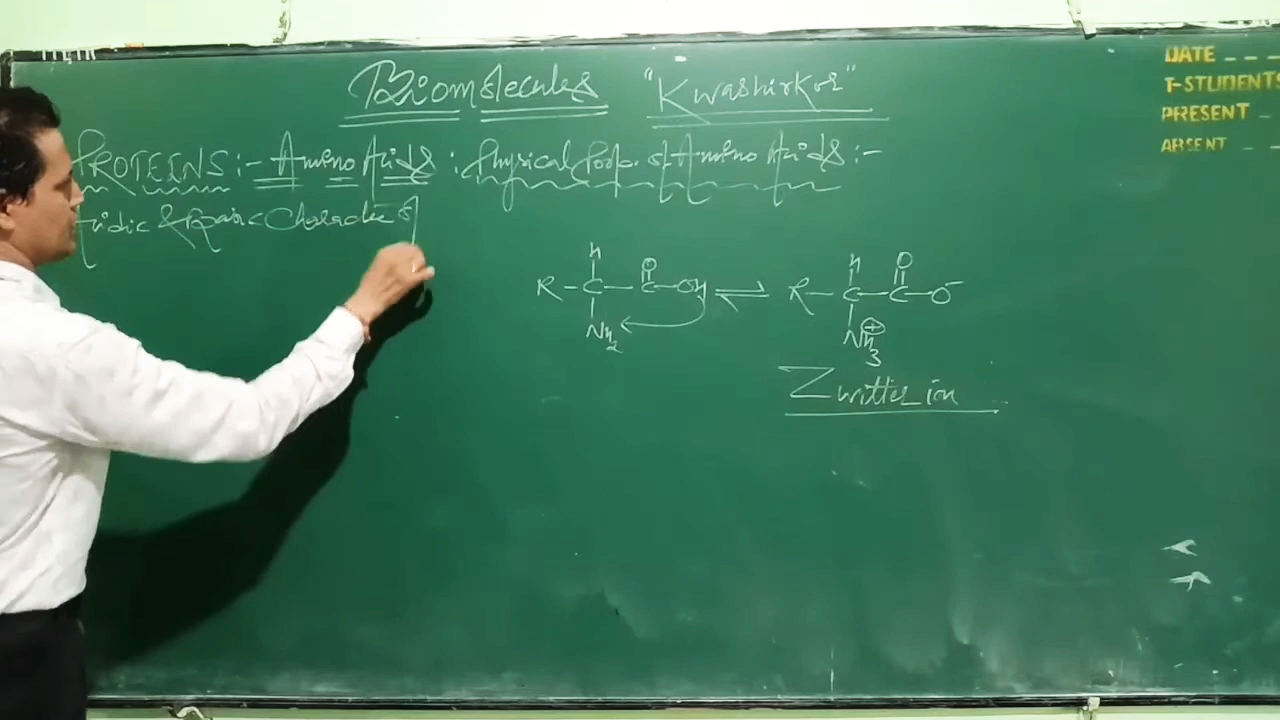 Biomolecules "Kwashirkor"
PROTEINS:- Amino Acids : Physical Prop. of Amino Acids :-
Acidic & Basic Character of
H O H O
R-C-C-OH ⇌ R-C-C-O⁻
NH₂ NH₃⊕
Zwitter ion
DATE _ _ _
T-STUDENTS
PRESENT _
ABSENT _ _